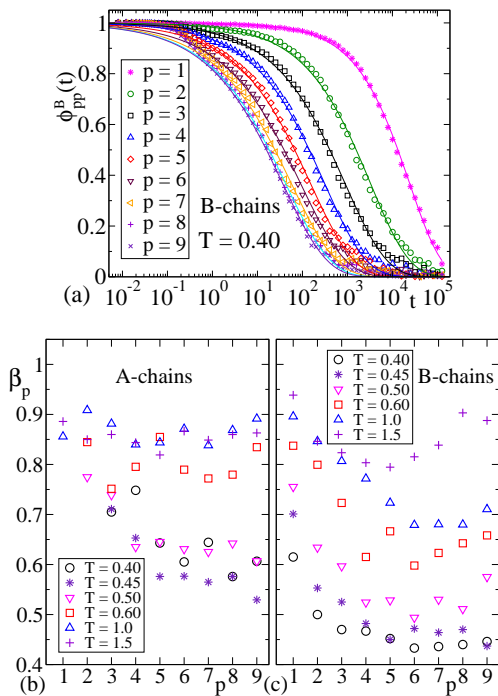 ϕ^B_pp(t)
1
0.8
0.6
0.4
0.2
0
p = 1
p = 2
p = 3
p = 4
p = 5
p = 6
p = 7
p = 8
p = 9
B-chains
T = 0.40
(a)
10^-2 10^-1 10^0 10^1 10^2 10^3 10^4 t 10^5
β_p
1
0.9
0.8
0.7
0.6
0.5
0.4
A-chains
T = 0.40
T = 0.45
T = 0.50
T = 0.60
T = 1.0
T = 1.5
1 2 3 4 5 6 7 8 9
(b) p
T = 0.40
T = 0.45
T = 0.50
T = 0.60
T = 1.0
T = 1.5
B-chains
1 2 3 4 5 6 7 8 9
(c) p